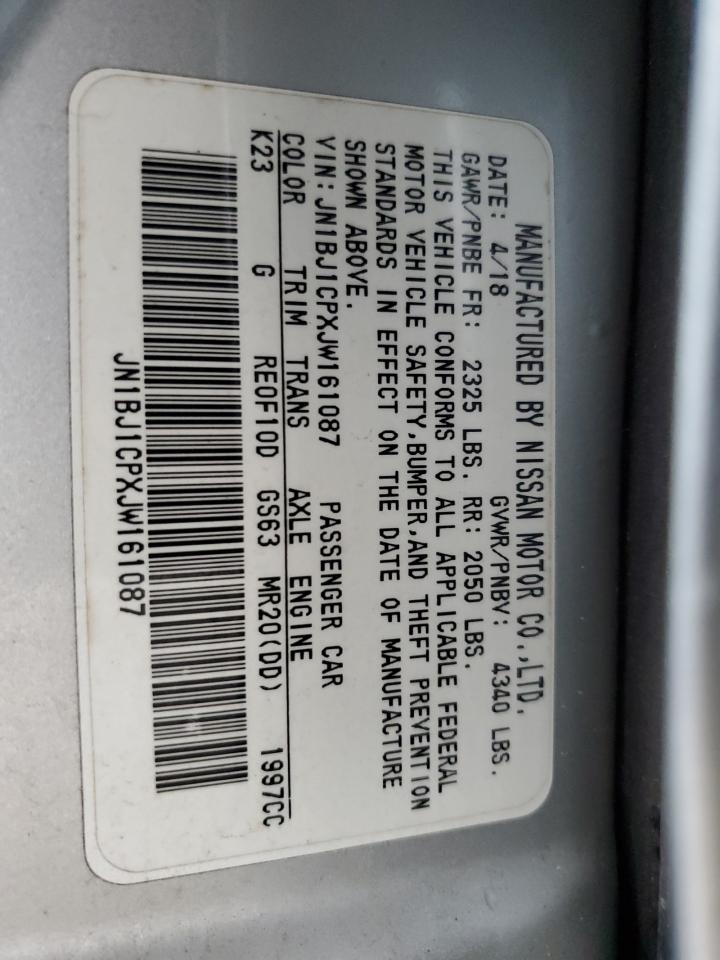 MANUFACTURED BY NISSAN MOTOR CO.,LTD.
DATE: 4/18 GVWR/PNBV: 4340 LBS.
GAWR/PNBE FR: 2325 LBS. RR: 2050 LBS.
THIS VEHICLE CONFORMS TO ALL APPLICABLE FEDERAL
MOTOR VEHICLE SAFETY,BUMPER,AND THEFT PREVENTION
STANDARDS IN EFFECT ON THE DATE OF MANUFACTURE
SHOWN ABOVE.
VIN: JN1BJ1CPXJW161087 PASSENGER CAR
COLOR TRIM TRANS AXLE ENGINE
K23 G RE0F10D GS63 MR20(DD) 1997CC
JN1BJ1CPXJW161087